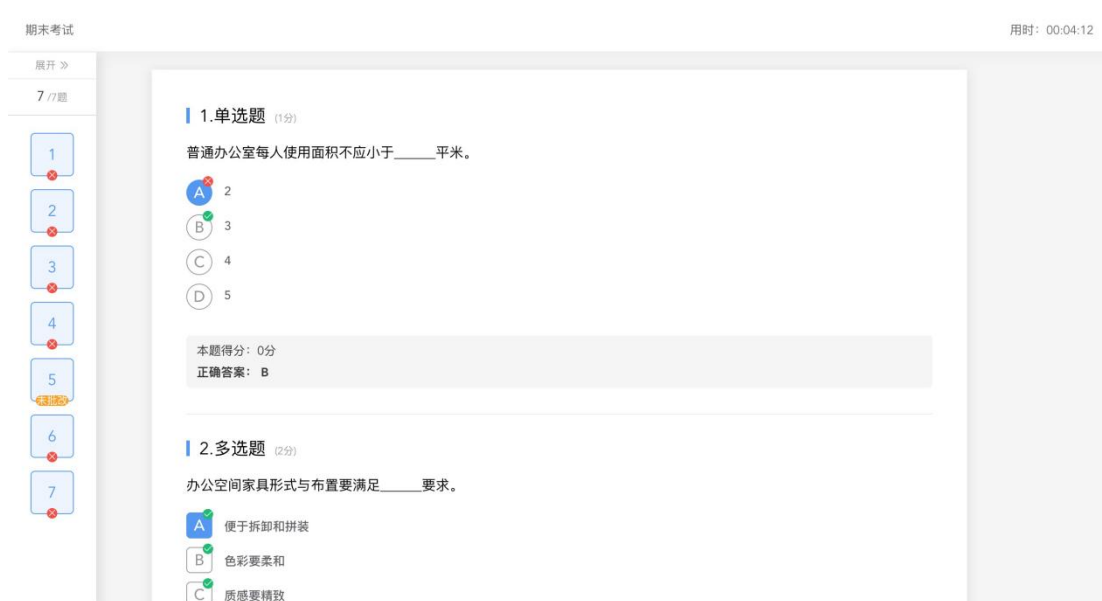 期末考试
用时：00:04:12
展开 »
7 /7题
1
2
3
4
5
未批改
6
7
1.单选题 (1分)
普通办公室每人使用面积不应小于______平米。
A 2
B 3
C 4
D 5
本题得分：0分
正确答案： B
2.多选题 (2分)
办公空间家具形式与布置要满足______要求。
A 便于拆卸和拼装
B 色彩要柔和
C 质感要精致